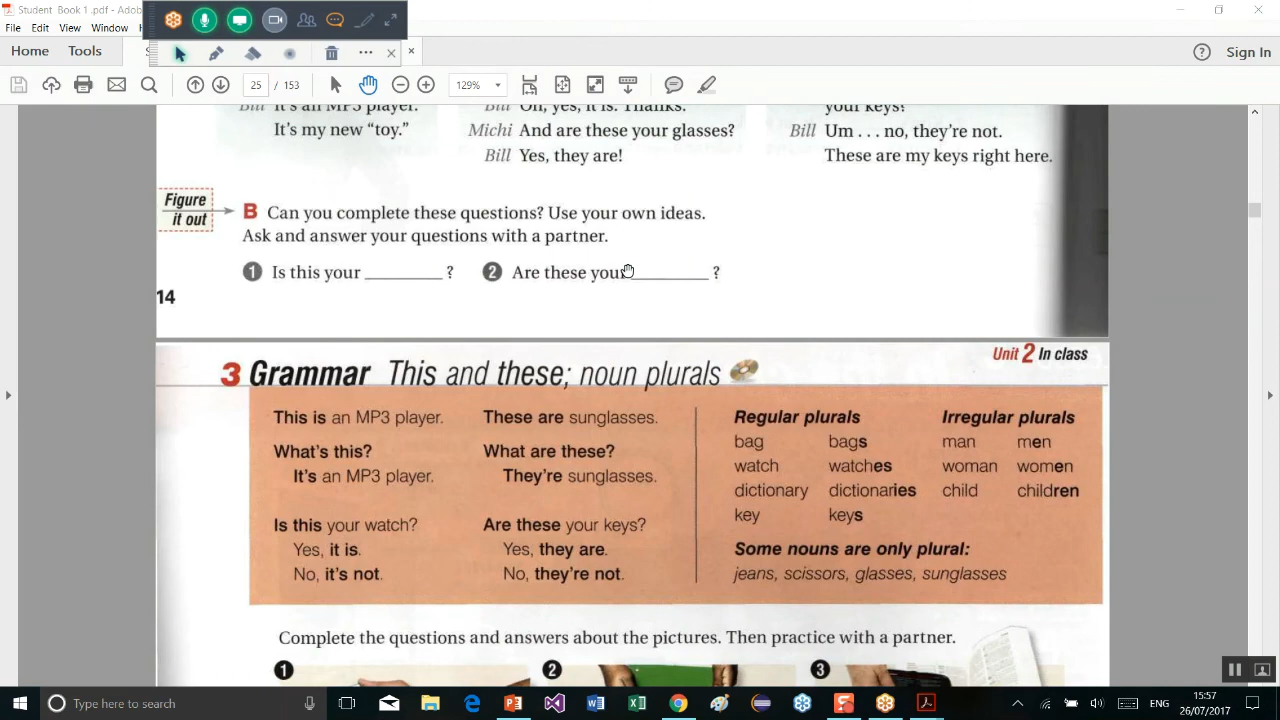 Student Book 1 .pdf - Adob
File Edit View Window
Home Tools
Sign In
25 / 153
129%
Bill It's an MP3 player.
It's my new “toy.”
Bill Oh, yes, it is. Thanks.
Michi And are these your glasses?
Bill Yes, they are!
your keys?
Bill Um . . . no, they're not.
These are my keys right here.
Figure it out
B Can you complete these questions? Use your own ideas.
Ask and answer your questions with a partner.
1 Is this your ________ ? 2 Are these your ________ ?
14
Unit 2 In class
3 Grammar This and these; noun plurals
This is an MP3 player. These are sunglasses.
What's this? What are these?
It's an MP3 player. They're sunglasses.
Is this your watch? Are these your keys?
Yes, it is. Yes, they are.
No, it's not. No, they're not.
Regular plurals Irregular plurals
bag bags man men
watch watches woman women
dictionary dictionaries child children
key keys
Some nouns are only plural:
jeans, scissors, glasses, sunglasses
Complete the questions and answers about the pictures. Then practice with a partner.
1 2 3
Type here to search
ENG
15:57
26/07/2017